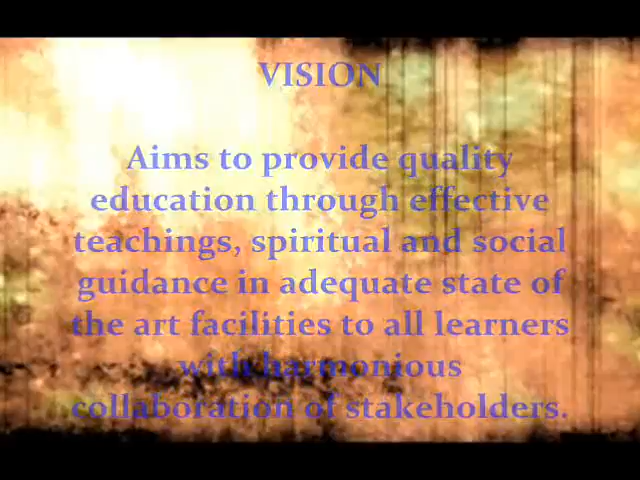 VISION
Aims to provide quality
education through effective
teachings, spiritual and social
guidance in adequate state of
the art facilities to all learners
with harmonious
collaboration of stakeholders.